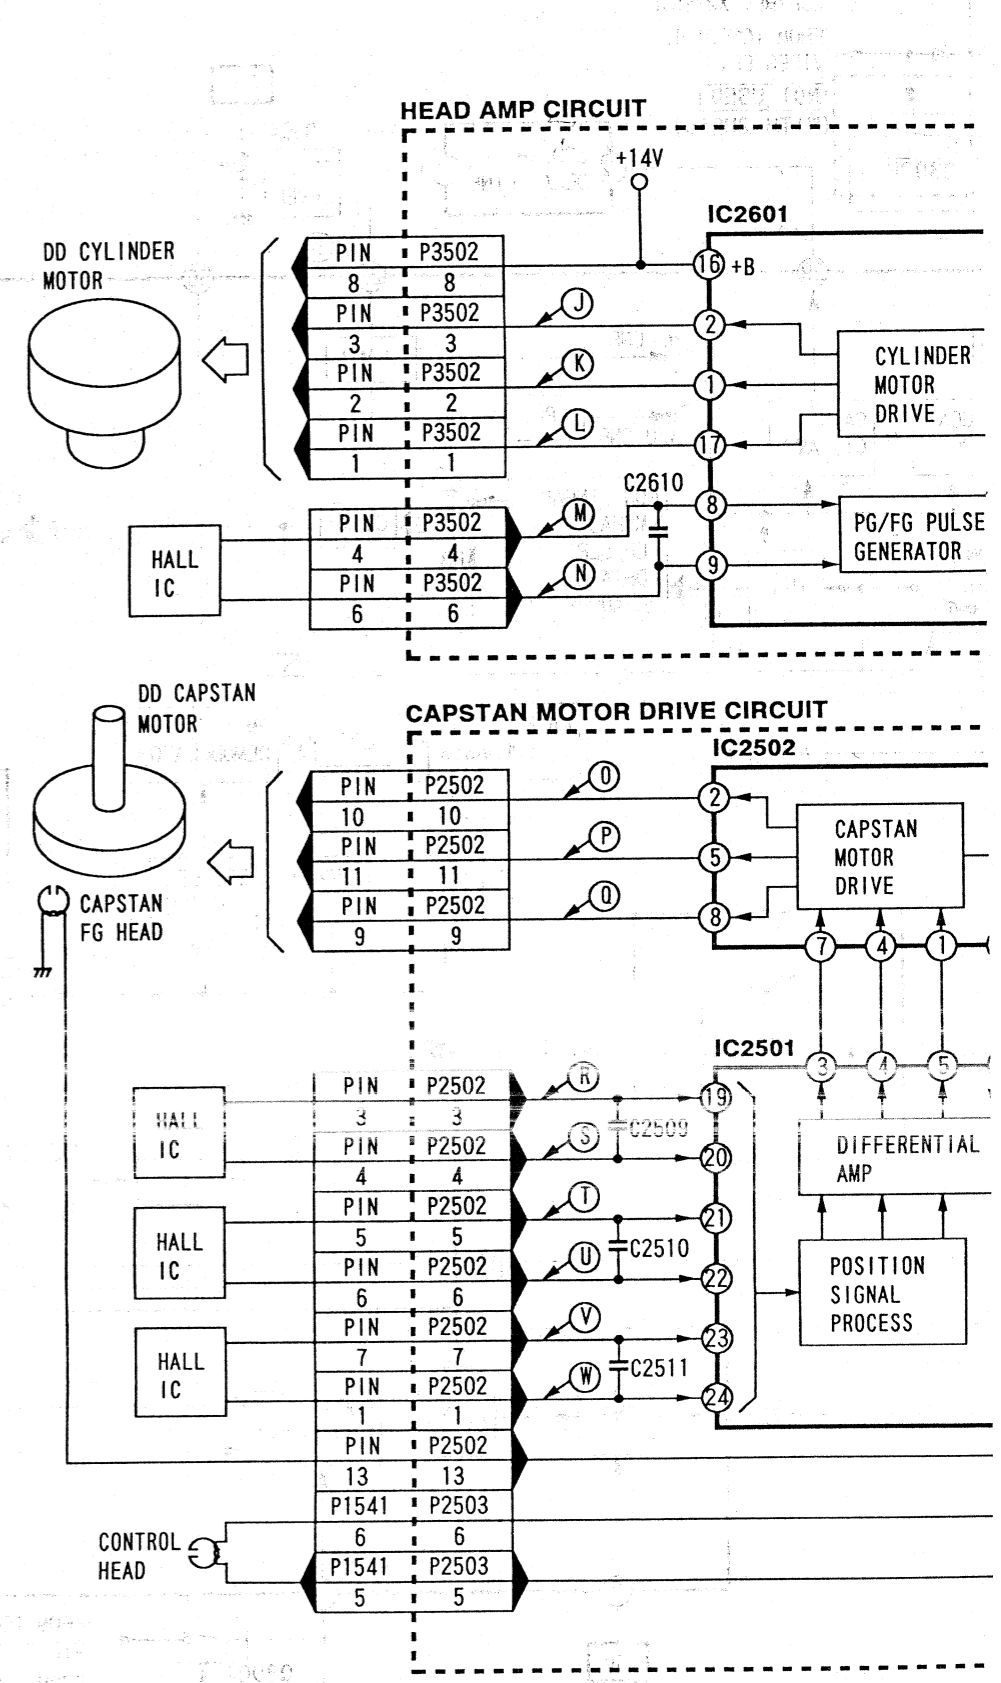 HEAD AMP CIRCUIT
+14V
IC2601
DD CYLINDER
MOTOR
PIN P3502
8 8
16 +B
PIN P3502
3 3
J
2
PIN P3502
2 2
K
1
PIN P3502
1 1
L
17
CYLINDER
MOTOR
DRIVE
C2610
HALL
IC
PIN P3502
4 4
M
8
PIN P3502
6 6
N
9
PG/FG PULSE
GENERATOR
DD CAPSTAN
MOTOR
CAPSTAN MOTOR DRIVE CIRCUIT
IC2502
PIN P2502
10 10
O
2
PIN P2502
11 11
P
5
PIN P2502
9 9
Q
8
CAPSTAN
MOTOR
DRIVE
7 4 1
CAPSTAN
FG HEAD
IC2501
3 4 5
HALL
IC
PIN P2502
3 3
R
19
C2509
PIN P2502
4 4
S
20
DIFFERENTIAL
AMP
HALL
IC
PIN P2502
5 5
T
21
C2510
PIN P2502
6 6
U
22
POSITION
SIGNAL
PROCESS
HALL
IC
PIN P2502
7 7
V
23
C2511
PIN P2502
1 1
W
24
PIN P2502
13 13
CONTROL
HEAD
P1541 P2503
6 6
P1541 P2503
5 5